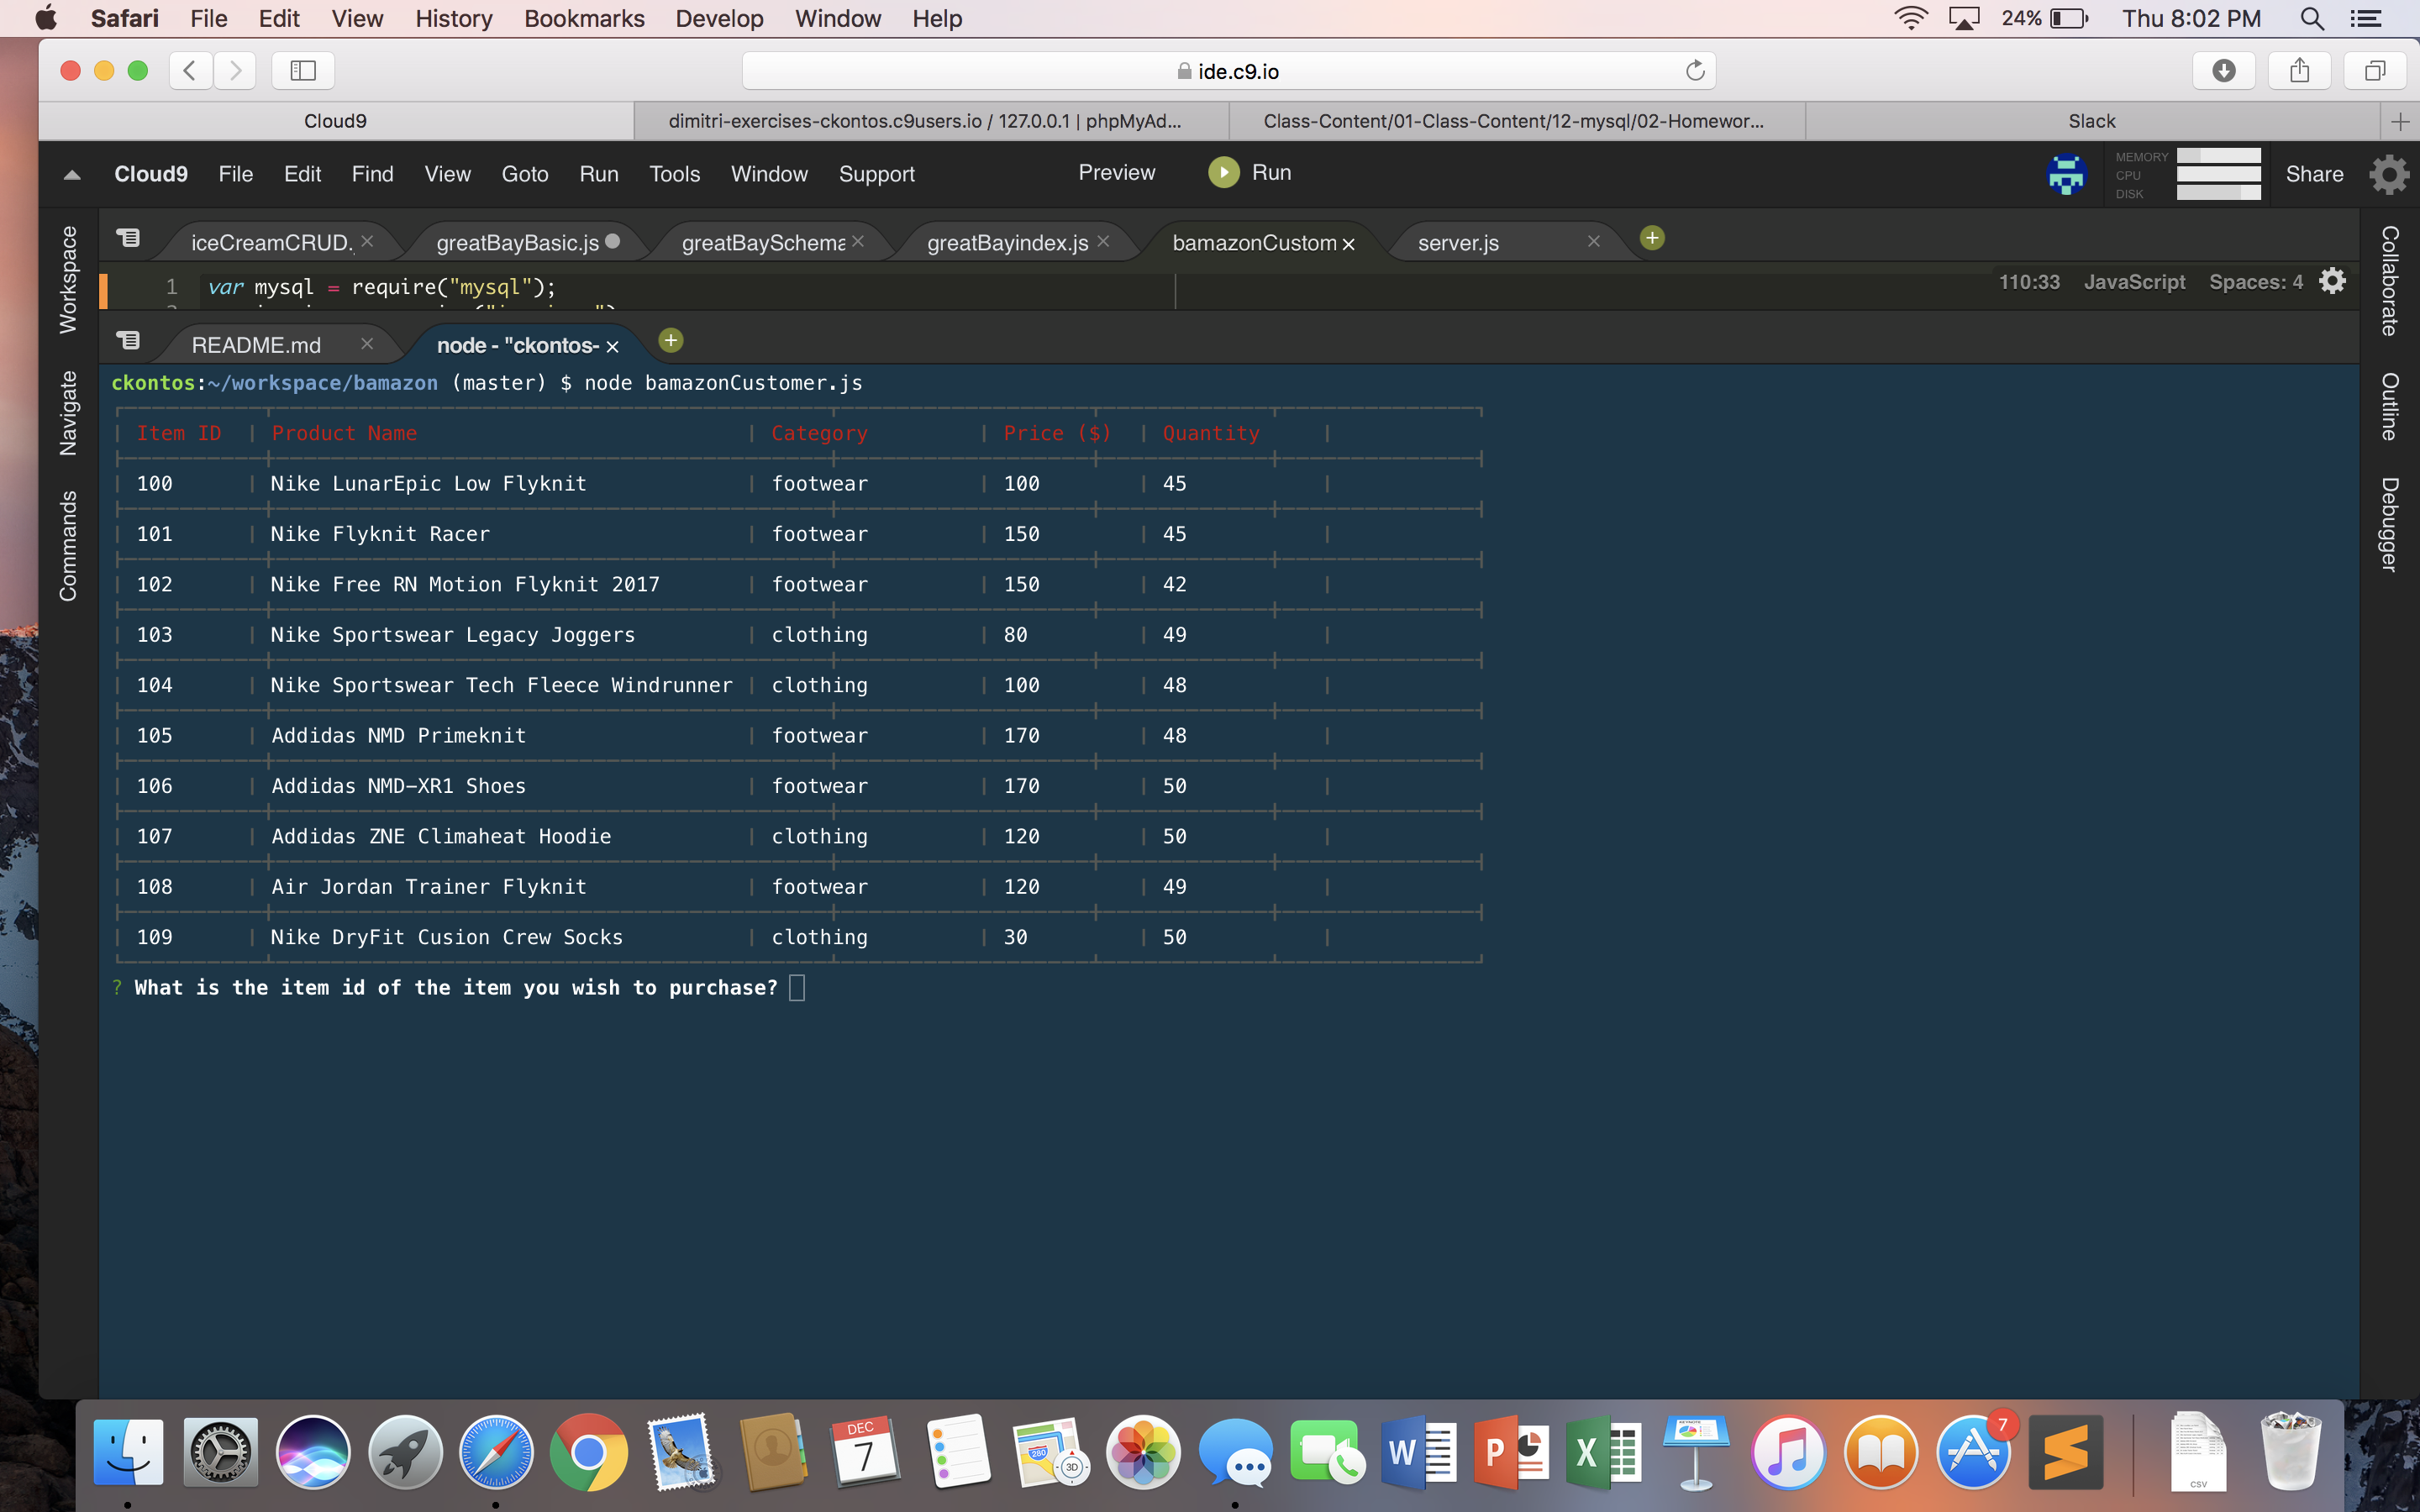 Safari File Edit View History Bookmarks Develop Window Help 24% Thu 8:02 PM
ide.c9.io
Cloud9 dimitri-exercises-ckontos.c9users.io / 127.0.0.1 | phpMyAd... Class-Content/01-Class-Content/12-mysql/02-Homewor... Slack
Cloud9 File Edit Find View Goto Run Tools Window Support Preview Run MEMORY CPU DISK Share
Workspace
Navigate
Commands
Collaborate
Outline
Debugger
iceCreamCRUD. greatBayBasic.js greatBaySchema greatBayindex.js bamazonCustom server.js
1 var mysql = require("mysql"); 110:33 JavaScript Spaces: 4
README.md node - "ckontos-
ckontos:~/workspace/bamazon (master) $ node bamazonCustomer.js
Item ID | Product Name | Category | Price ($) | Quantity
100 | Nike LunarEpic Low Flyknit | footwear | 100 | 45
101 | Nike Flyknit Racer | footwear | 150 | 45
102 | Nike Free RN Motion Flyknit 2017 | footwear | 150 | 42
103 | Nike Sportswear Legacy Joggers | clothing | 80 | 49
104 | Nike Sportswear Tech Fleece Windrunner | clothing | 100 | 48
105 | Addidas NMD Primeknit | footwear | 170 | 48
106 | Addidas NMD-XR1 Shoes | footwear | 170 | 50
107 | Addidas ZNE Climaheat Hoodie | clothing | 120 | 50
108 | Air Jordan Trainer Flyknit | footwear | 120 | 49
109 | Nike DryFit Cusion Crew Socks | clothing | 30 | 50
? What is the item id of the item you wish to purchase?
DEC
7
280
3D
W
P
X
KEYNOTE
7
CSV